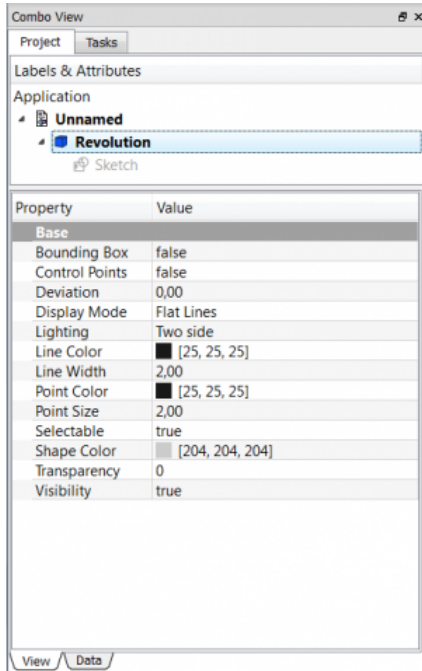 Combo View
Project Tasks
Labels & Attributes
Application
Unnamed
Revolution
Sketch
Property Value
Base
Bounding Box false
Control Points false
Deviation 0,00
Display Mode Flat Lines
Lighting Two side
Line Color [25, 25, 25]
Line Width 2,00
Point Color [25, 25, 25]
Point Size 2,00
Selectable true
Shape Color [204, 204, 204]
Transparency 0
Visibility true
View Data